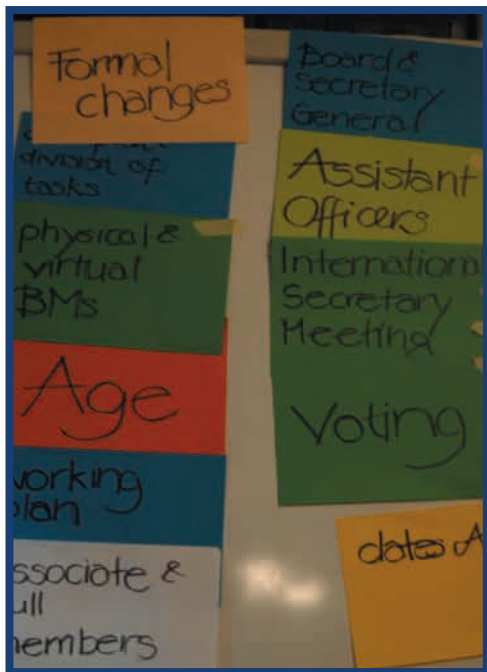 Formal
changes
division of
tasks
physical &
virtual
BMs
Age
working
plan
ssociate &
ull
members
Board &
Secretary
General
Assistant
Officers
International
Secretary
Meeting
Voting
dates A